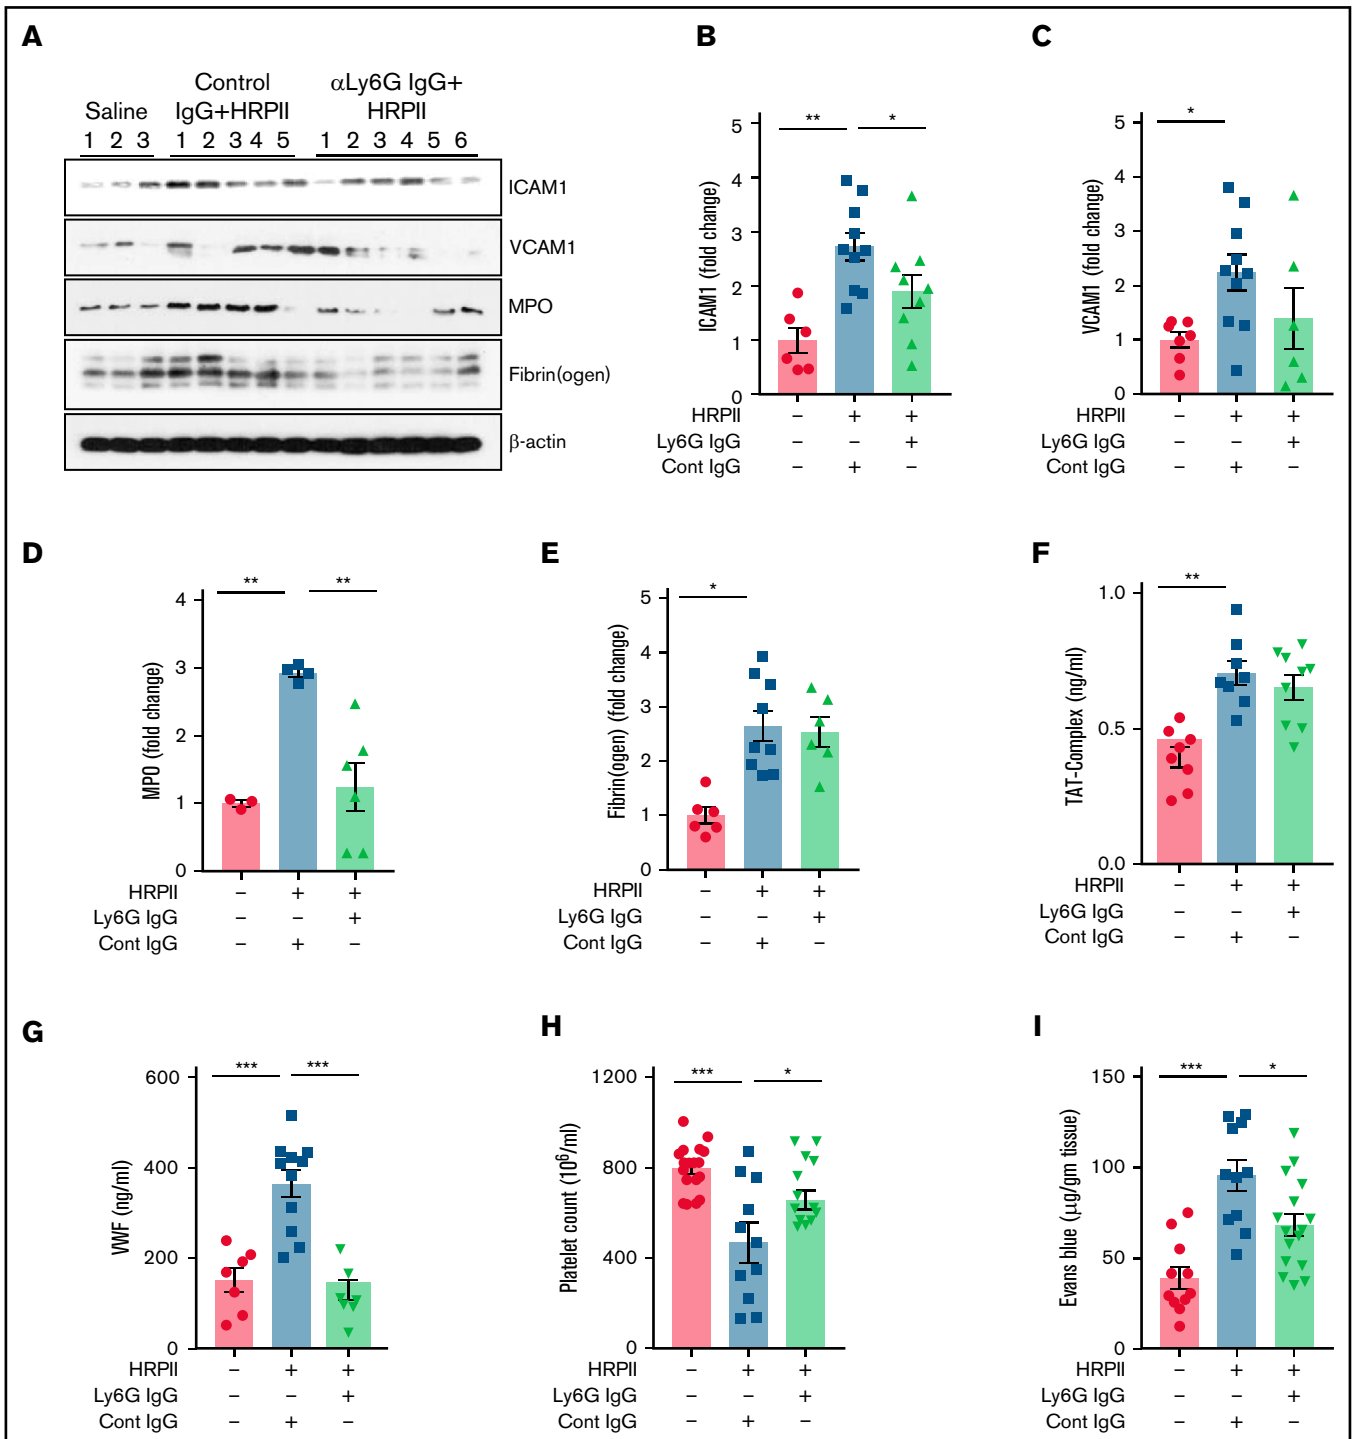 A
Saline
Control
IgG+HRPII
αLy6G IgG+
HRPII
1 2 3 1 2 3 4 5 1 2 3 4 5 6
ICAM1
VCAM1
MPO
Fibrin(ogen)
β-actin
B
ICAM1 (fold change)
5
4
3
2
1
0
** *
HRPII – + +
Ly6G IgG – – +
Cont IgG – + –
C
VCAM1 (fold change)
5
4
3
2
1
0
*
HRPII – + +
Ly6G IgG – – +
Cont IgG – + –
D
MPO (fold change)
4
3
2
1
0
** **
HRPII – + +
Ly6G IgG – – +
Cont IgG – + –
E
Fibrin(ogen) (fold change)
5
4
3
2
1
0
*
HRPII – + +
Ly6G IgG – – +
Cont IgG – + –
F
TAT-Complex (ng/ml)
1.0
0.5
0.0
**
HRPII – + +
Ly6G IgG – – +
Cont IgG – + –
G
VWF (ng/ml)
600
400
200
0
*** ***
HRPII – + +
Ly6G IgG – – +
Cont IgG – + –
H
Platelet count (10⁶/ml)
1200
800
400
0
*** *
HRPII – + +
Ly6G IgG – – +
Cont IgG – + –
I
Evans blue (μg/gm tissue)
150
100
50
0
*** *
HRPII – + +
Ly6G IgG – – +
Cont IgG – + –